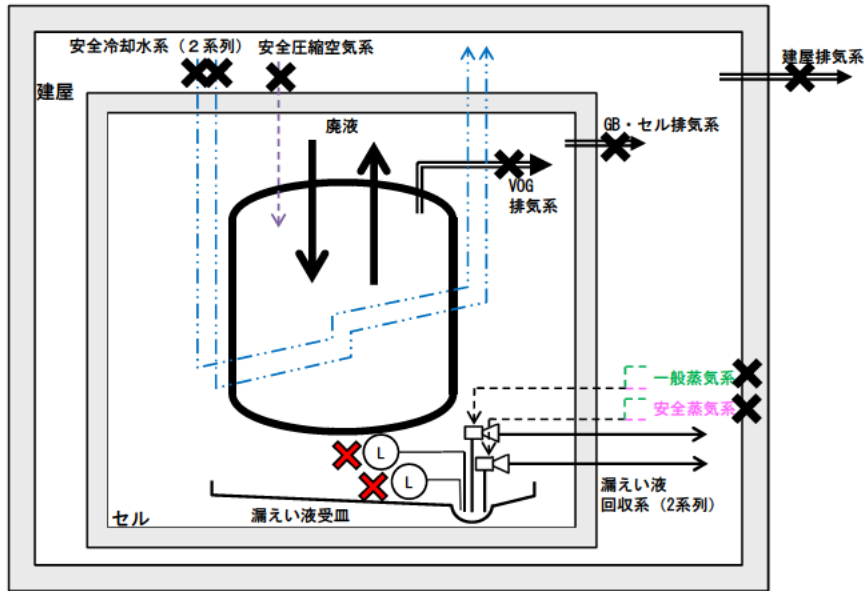 安全冷却水系（２系列）
安全圧縮空気系
建屋排気系
建屋
GB・セル排気系
廃液
VOG
排気系
一般蒸気系
安全蒸気系
L
L
漏えい液
回収系（2系列）
漏えい液受皿
セル